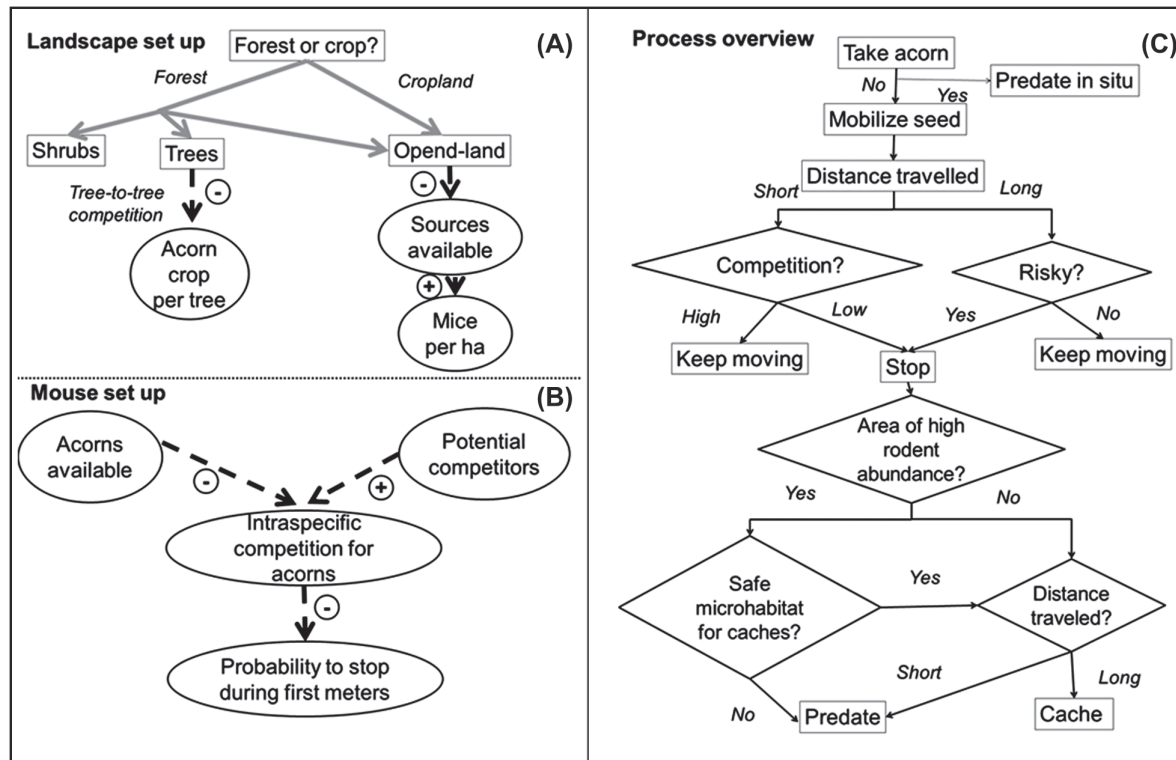 Landscape set up
(A)
Forest or crop?
Forest
Cropland
Shrubs
Trees
Opend-land
Tree-to-tree
competition
-
-
Acorn
crop
per tree
Sources
available
+
Mice
per ha
Mouse set up
(B)
Acorns
available
Potential
competitors
-
+
Intraspecific
competition for
acorns
-
Probability to stop
during first meters
Process overview
(C)
Take acorn
No
Yes
Predate in situ
Mobilize seed
Distance travelled
Short
Long
Competition?
Risky?
High
Low
Yes
No
Keep moving
Stop
Keep moving
Area of high
rodent
abundance?
Yes
No
Safe
microhabitat
for caches?
Yes
Distance
traveled?
Short
Long
No
Predate
Cache